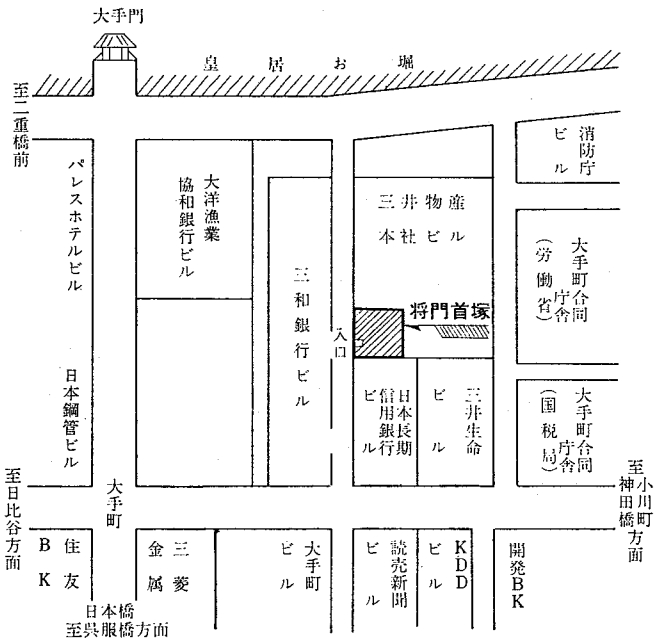 大手門
皇居お堀
至二重橋前
パレスホテルビル
大洋漁業
協和銀行ビル
三和銀行ビル
三井物産
本社ビル
消防庁
ビル
大手町合同
庁舎
(労働省)
将門首塚
入口
日本鋼管ビル
日本長期
信用銀行
ビル
三井生命
ビル
大手町合同
庁舎
(国税局)
至日比谷方面
大手町
至小川町
神田橋方面
住友
BK
三菱
金属
大手町
ビル
読売新聞
ビル
KDD
ビル
開発BK
日本橋
至呉服橋方面